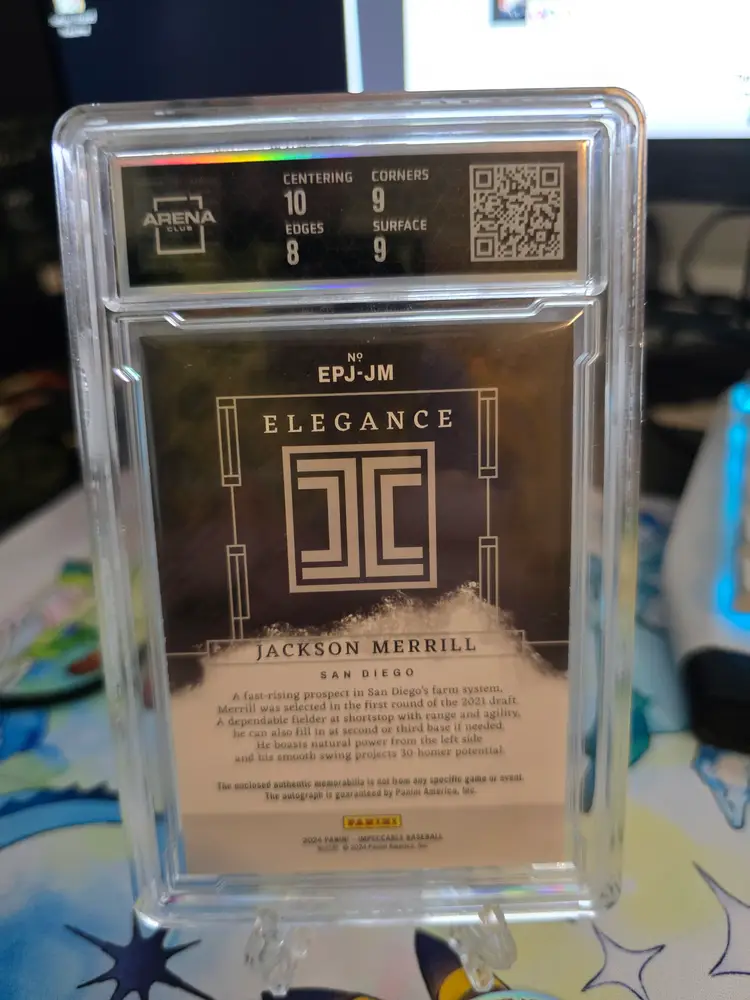 ARENA
CLUB
CENTERING CORNERS
10 9
EDGES SURFACE
8 9
Nº
EPJ-JM
ELEGANCE
JACKSON MERRILL
SAN DIEGO
A fast-rising prospect in San Diego's farm system,
Merrill was selected in the first round of the 2021 draft.
A dependable fielder at shortstop with range and agility,
he can also fill in at second or third base if needed.
He boasts natural power from the left side
and his smooth swing projects 30-homer potential.
The enclosed authentic memorabilia is not from any specific game or event.
The autograph is guaranteed by Panini America, Inc.
PANINI
2024 PANINI - IMPECCABLE BASEBALL
© 2024 Panini America, Inc.